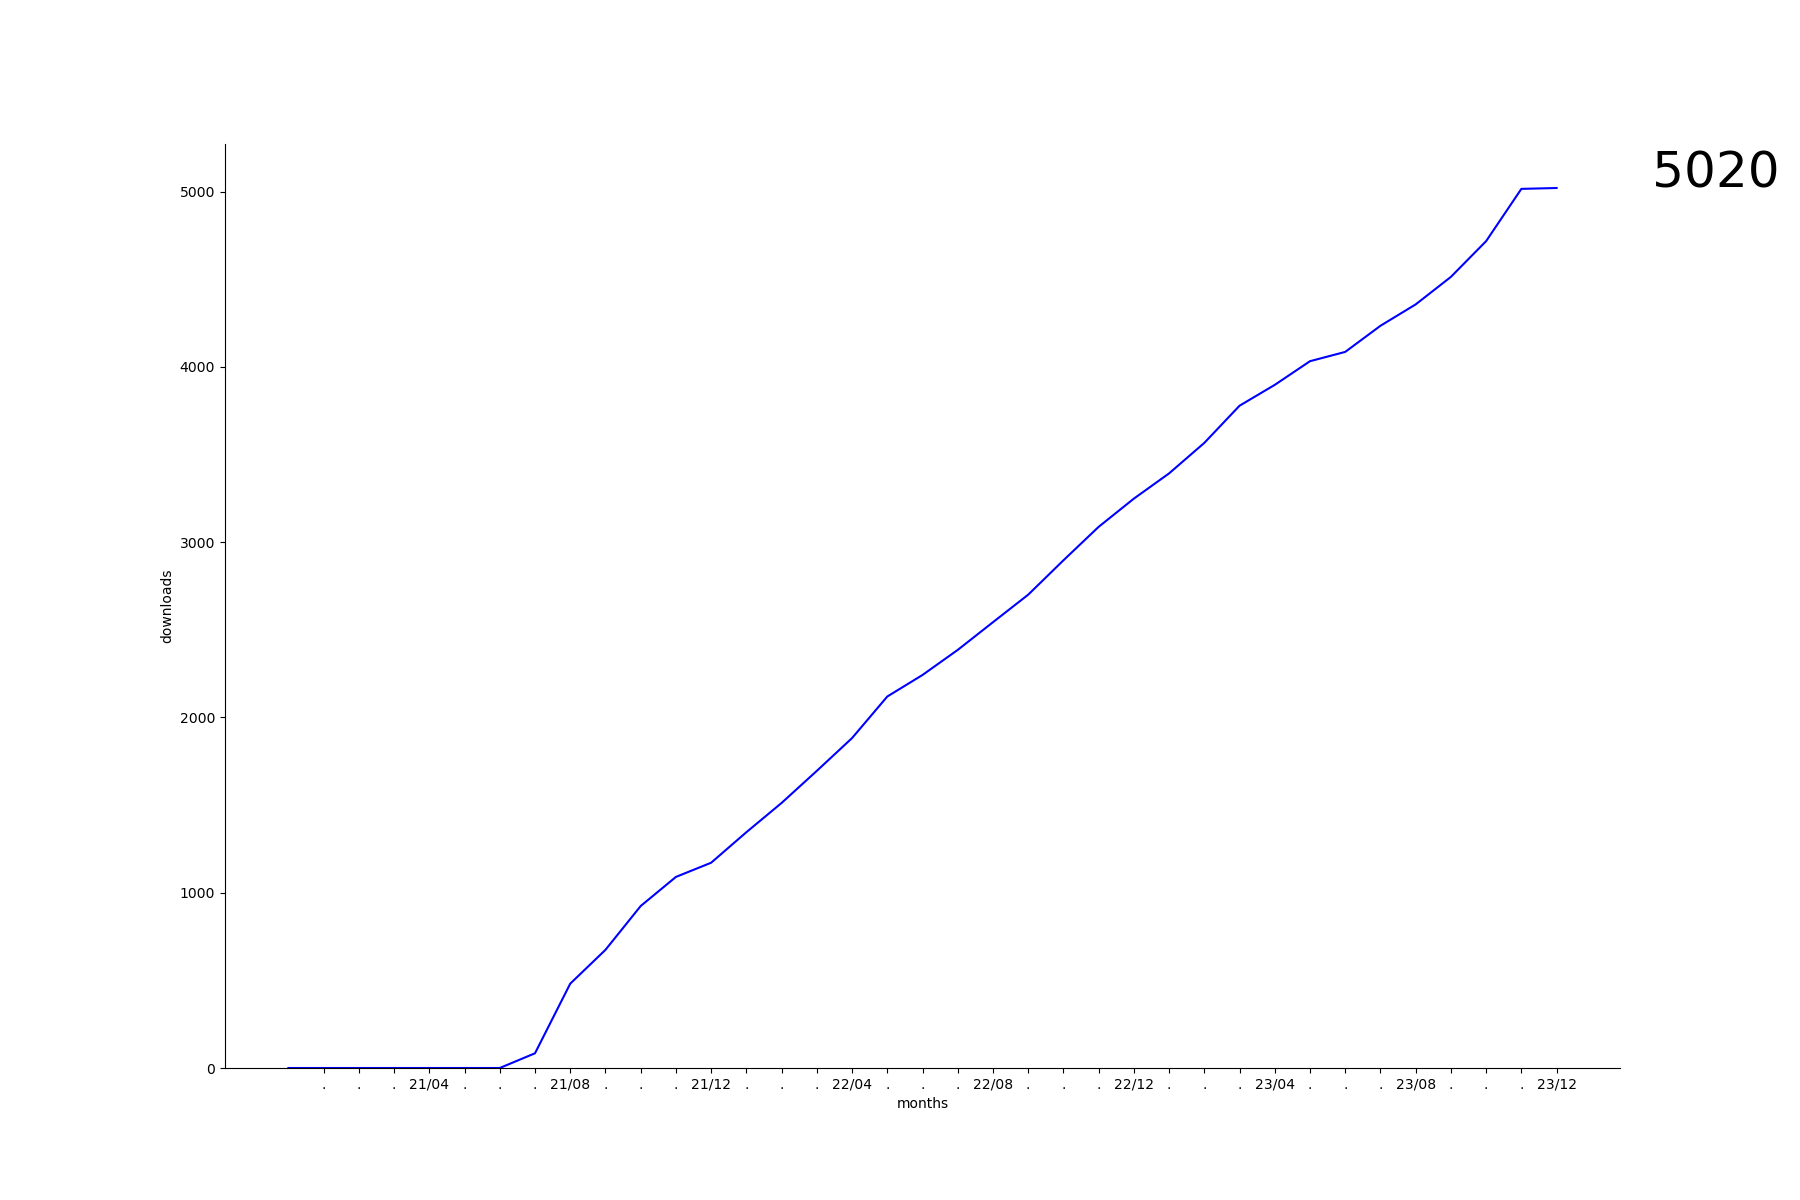 5020
5000
4000
3000
2000
1000
0
downloads
. . . 21/04 . . . 21/08 . . . 21/12 . . . 22/04 . . . 22/08 . . . 22/12 . . . 23/04 . . . 23/08 . . . 23/12
months